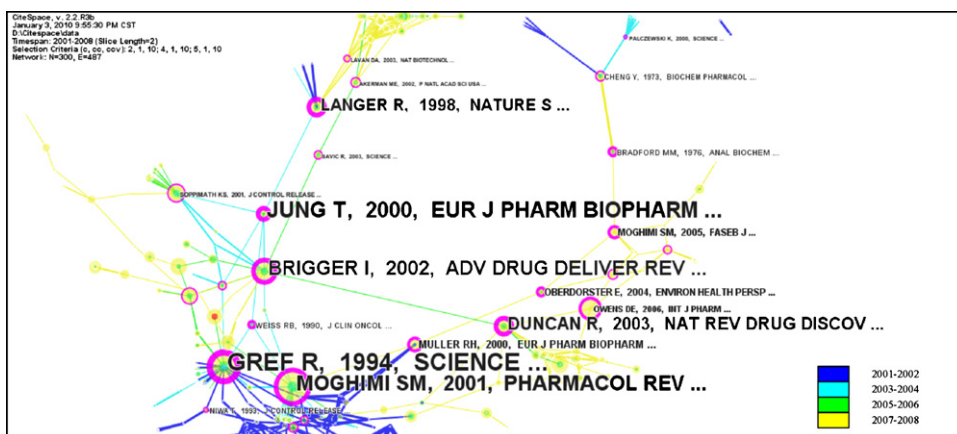 CiteSpace, v. 2.2.R3b
January 3, 2010 9:55:30 PM CST
D:\Citespace\data
Timespan: 2001-2008 (Slice Length=2)
Selection Criteria (c, cc, ccv): 2, 1, 10; 4, 1, 10; 5, 1, 10
Network: N=300, E=487
PALCZEWSKI K, 2000, SCIENCE ...
LAVAN DA, 2003, NAT BIOTECHNOL ...
CHENG Y, 1973, BIOCHEM PHARMACOL ...
AKERMAN ME, 2002, P NATL ACAD SCI USA ...
LANGER R, 1998, NATURE S ...
BRADFORD MM, 1976, ANAL BIOCHEM ...
SAVIC R, 2003, SCIENCE ...
SOPPIMATH KS, 2001, J CONTROL RELEASE ...
JUNG T, 2000, EUR J PHARM BIOPHARM ...
MOGHIMI SM, 2005, FASEB J ...
BRIGGER I, 2002, ADV DRUG DELIVER REV ...
OBERDORSTER E, 2004, ENVIRON HEALTH PERSP ...
OWENS DE, 2006, INT J PHARM ...
WEISS RB, 1990, J CLIN ONCOL ...
DUNCAN R, 2003, NAT REV DRUG DISCOV ...
MULLER RH, 2000, EUR J PHARM BIOPHARM ...
GREF R, 1994, SCIENCE ...
MOGHIMI SM, 2001, PHARMACOL REV ...
NIWA T, 1993, J CONTROL RELEASE ...
2001-2002
2003-2004
2005-2006
2007-2008